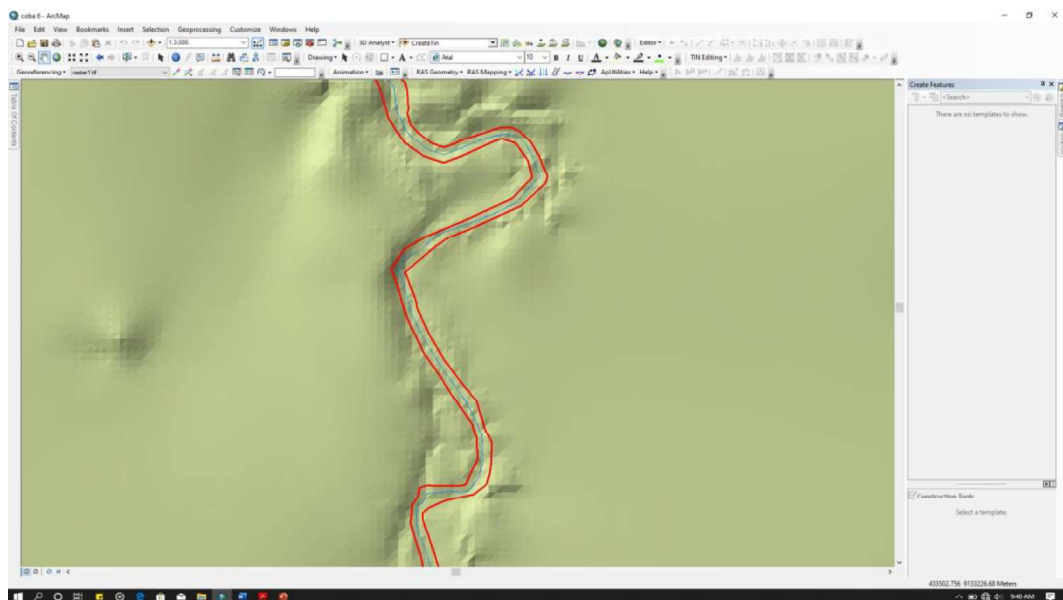 coba 6 - ArcMap
File Edit View Bookmarks Insert Selection Geoprocessing Customize Windows Help
1:3.000 3D Analyst Create TIN Editor
Drawing A Arial 10 B I U A TIN Editing
Georeferencing raster1.tif Animation RAS Geometry RAS Mapping ApUtilities Help
Table Of Contents
Create Features
<Search>
There are no templates to show.
Construction Tools
Select a template.
433502.756 9133226.68 Meters
9:40 AM